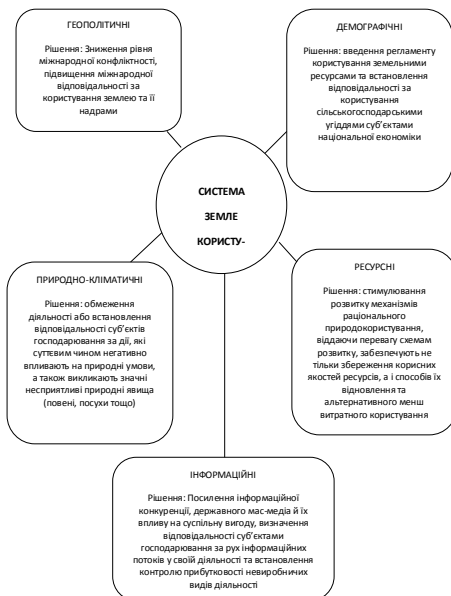 ГЕОПОЛІТИЧНІ
Рішення: Зниження рівня
міжнародної конфліктності,
підвищення міжнародної
відповідальності за
користування землею та її
надрами
ДЕМОГРАФІЧНІ
Рішення: введення регламенту
користування земельними
ресурсами та встановлення
відповідальності за
користування
сільськогосподарськими
угіддями суб’єктами
національної економіки
СИСТЕМА
ЗЕМЛЕ
КОРИСТУ-
ПРИРОДНО-КЛІМАТИЧНІ
Рішення: обмеження
діяльності або встановлення
відповідальності суб’єктів
господарювання за дії, які
суттєвим чином негативно
впливають на природні умови,
а також викликають значні
несприятливі природні явища
(повені, посухи тощо)
РЕСУРСНІ
Рішення: стимулювання
розвитку механізмів
раціонального
природокористування,
віддаючи перевагу схемам
розвитку, забезпечують не
тільки збереження корисних
якостей ресурсів, а і способів їх
відновлення та
альтернативного менш
витратного користування
ІНФОРМАЦІЙНІ
Рішення: Посилення інформаційної
конкуренції, державного мас-медіа й їх
впливу на суспільну вигоду, визначення
відповідальності суб’єктами
господарювання за рух інформаційних
потоків у своїй діяльності та встановлення
контролю прибутковості невиробничих
видів діяльності